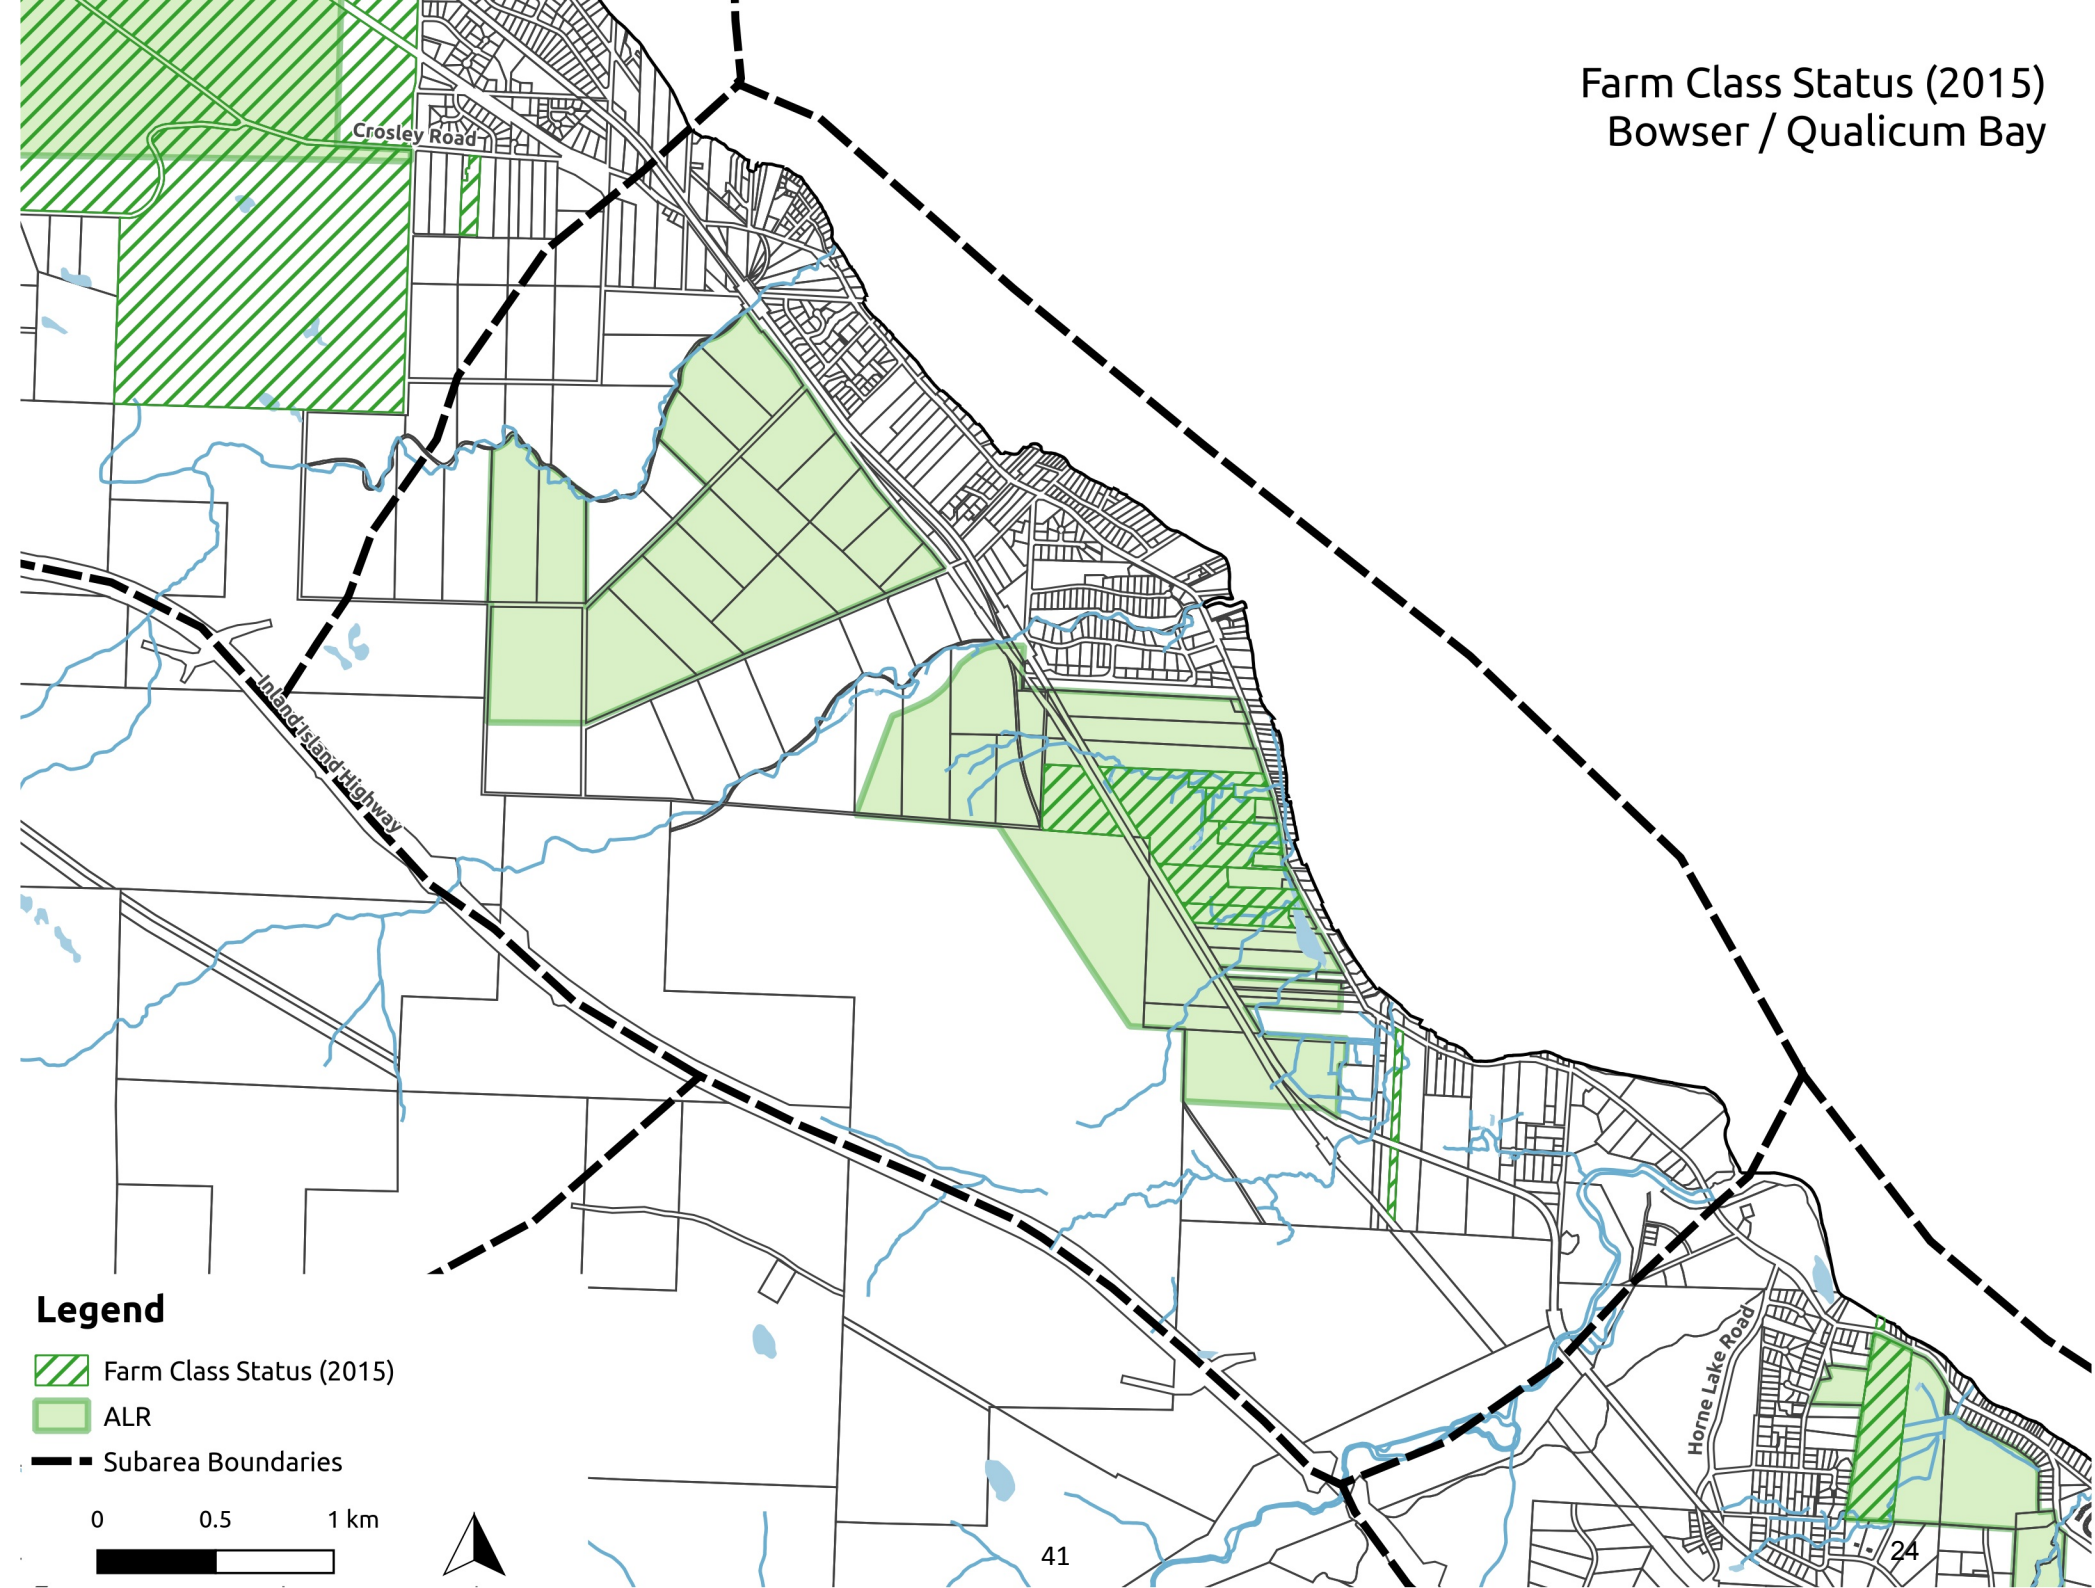 Farm Class Status (2015)
Bowser / Qualicum Bay
Crosley Road
Inland Island Highway
Horne Lake Road
Legend
Farm Class Status (2015)
ALR
Subarea Boundaries
0 0.5 1 km
41
24